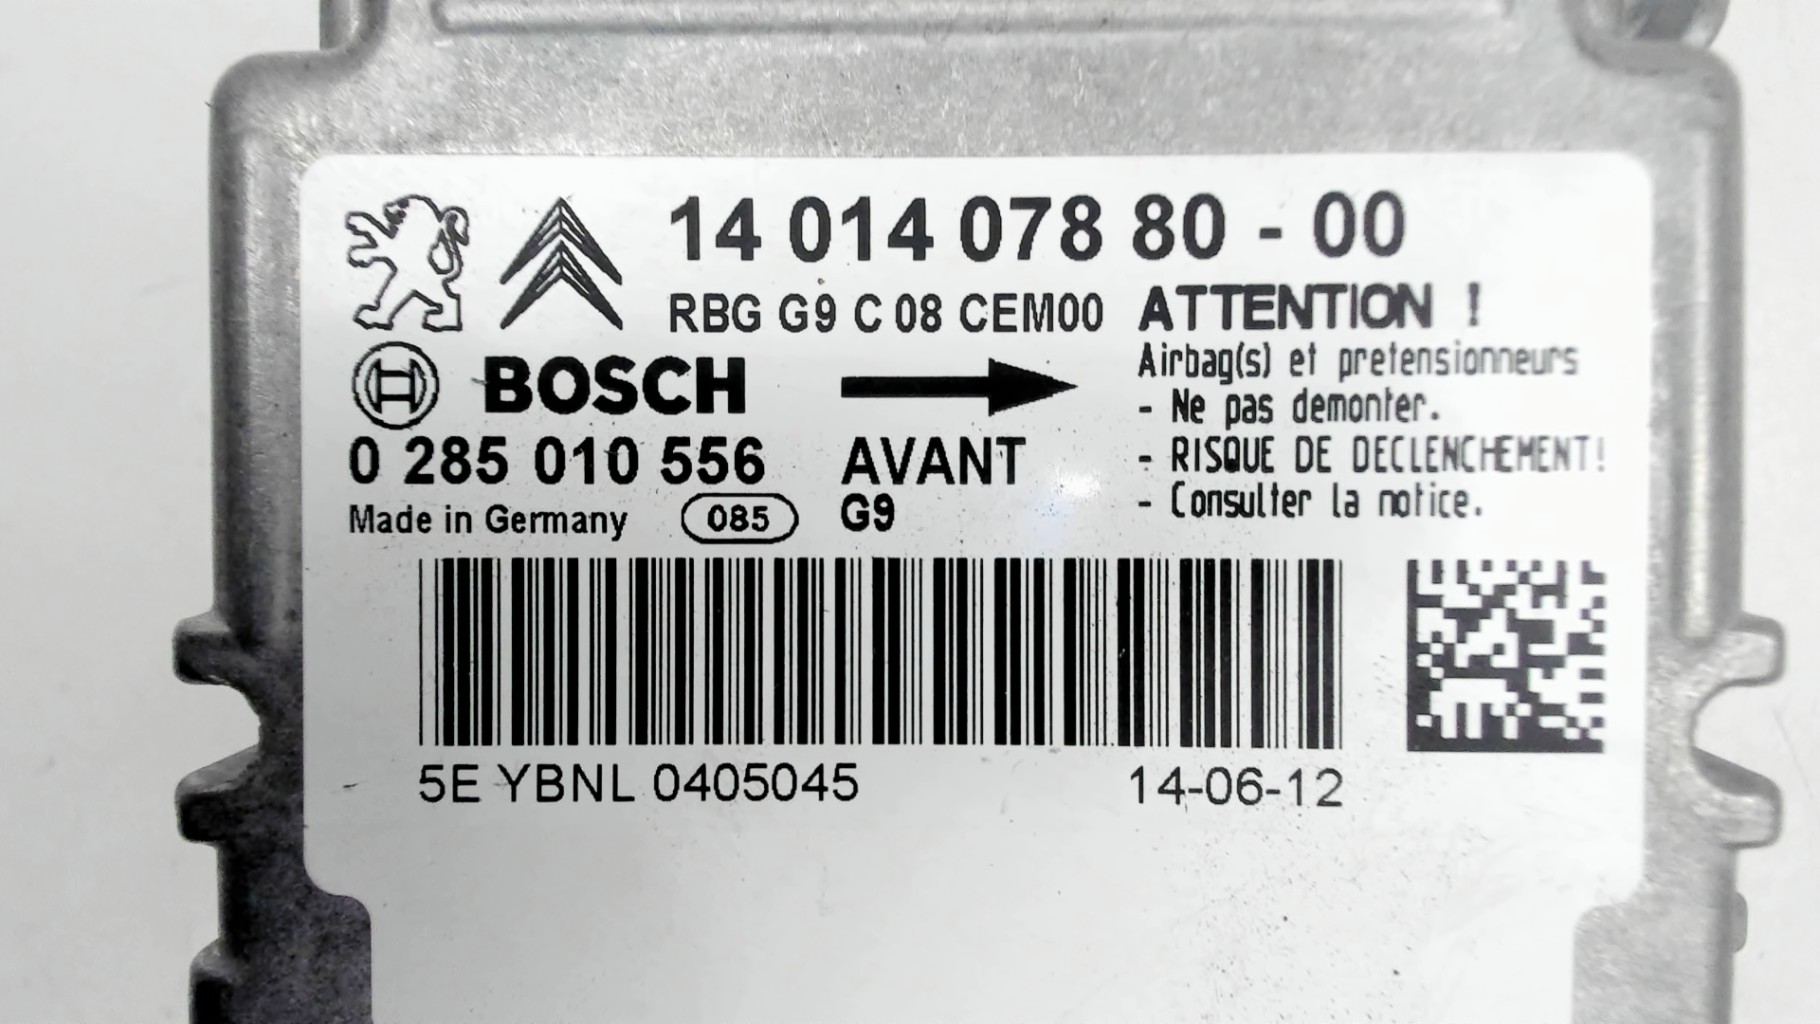 14 014 078 80 - 00
RBG G9 C 08 CEM00
ATTENTION !
Airbag(s) et pretensionneurs
- Ne pas demonter.
- RISQUE DE DECLENCHEMENT!
- Consulter la notice.
BOSCH
0 285 010 556
AVANT
Made in Germany
085
G9
5E YBNL 0405045
14-06-12